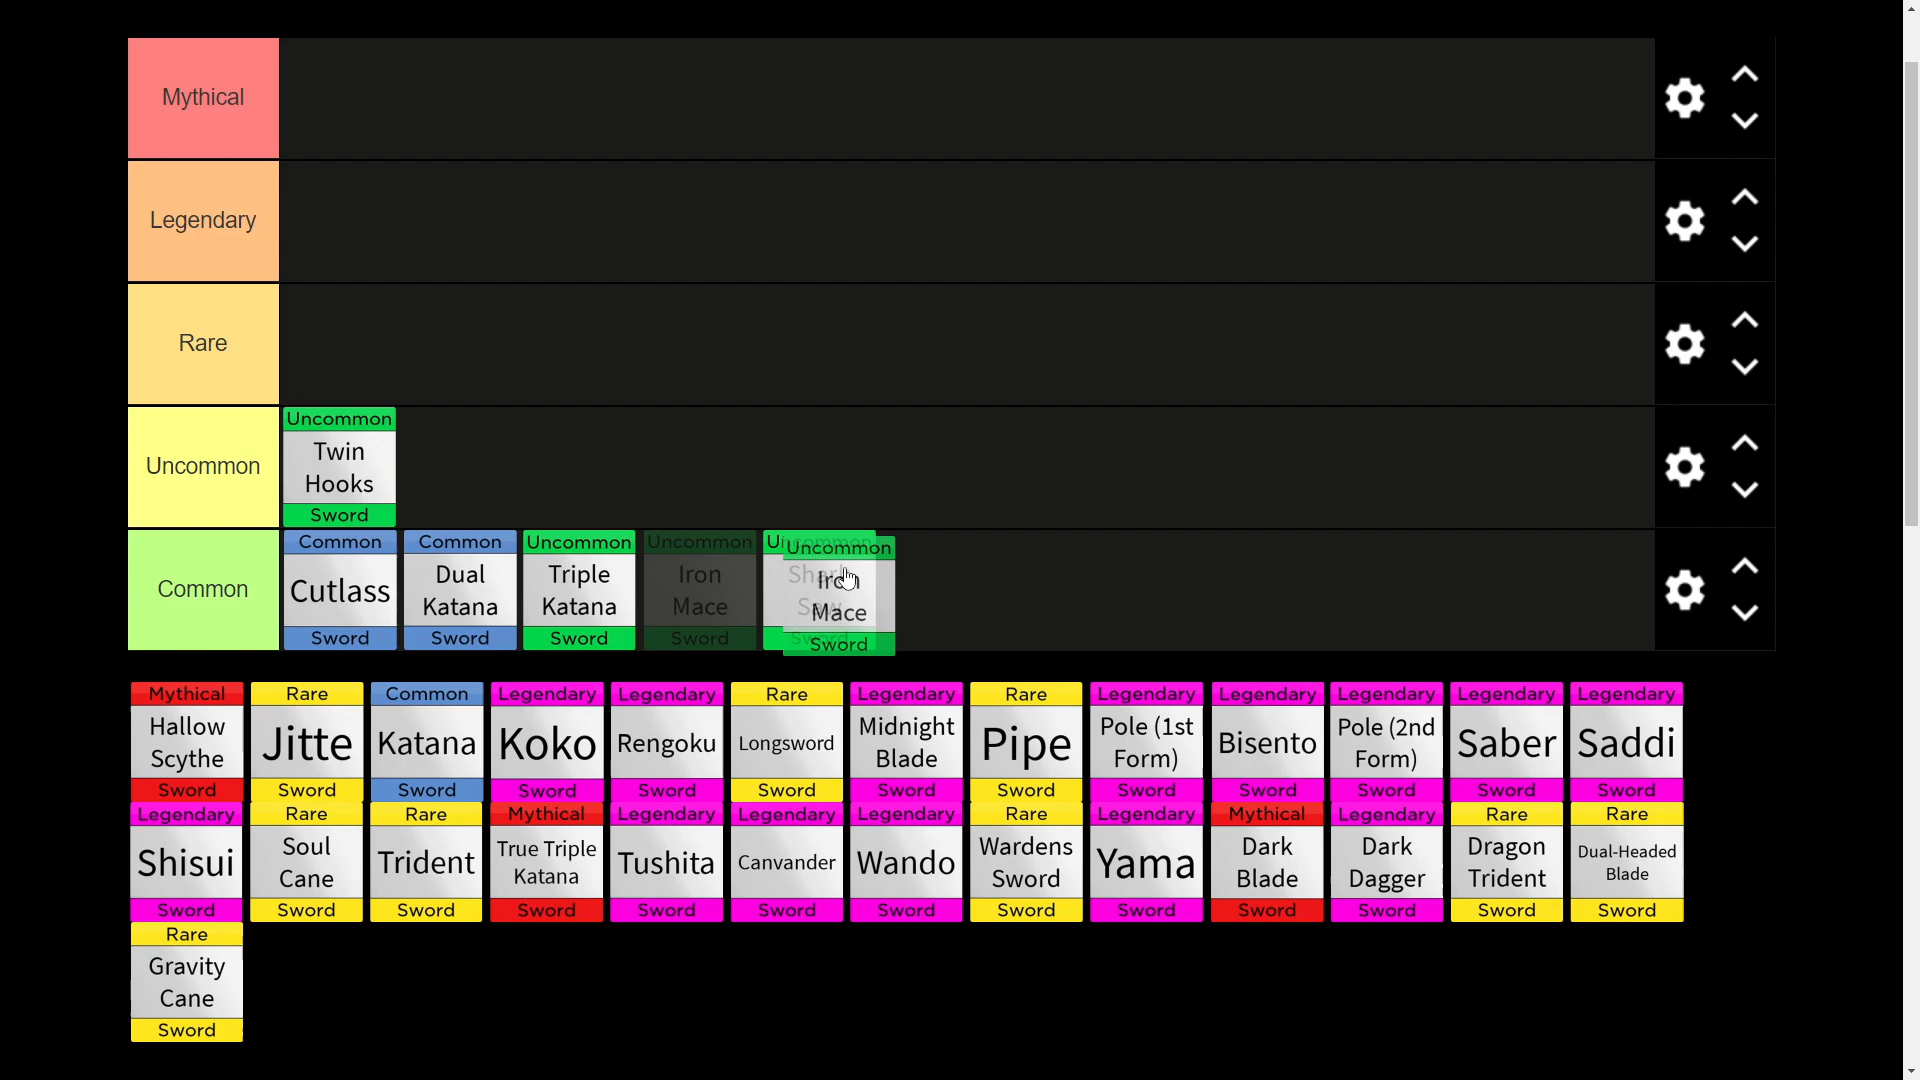 Mythical
Legendary
Rare
Uncommon
Uncommon
Twin
Hooks
Sword
Common
Common
Cutlass
Sword
Common
Dual
Katana
Sword
Uncommon
Triple
Katana
Sword
Uncommon
Iron
Mace
Sword
Uncommon
Shark
Saw
Sword
Uncommon
Iron
Mace
Sword
Mythical
Hallow
Scythe
Sword
Rare
Jitte
Sword
Common
Katana
Sword
Legendary
Koko
Sword
Legendary
Rengoku
Sword
Rare
Longsword
Sword
Legendary
Midnight
Blade
Sword
Rare
Pipe
Sword
Legendary
Pole (1st
Form)
Sword
Legendary
Bisento
Sword
Legendary
Pole (2nd
Form)
Sword
Legendary
Saber
Sword
Legendary
Saddi
Sword
Legendary
Shisui
Sword
Rare
Soul
Cane
Sword
Rare
Trident
Sword
Mythical
True Triple
Katana
Sword
Legendary
Tushita
Sword
Legendary
Canvander
Sword
Legendary
Wando
Sword
Rare
Wardens
Sword
Sword
Legendary
Yama
Sword
Mythical
Dark
Blade
Sword
Legendary
Dark
Dagger
Sword
Rare
Dragon
Trident
Sword
Rare
Dual-Headed
Blade
Sword
Rare
Gravity
Cane
Sword